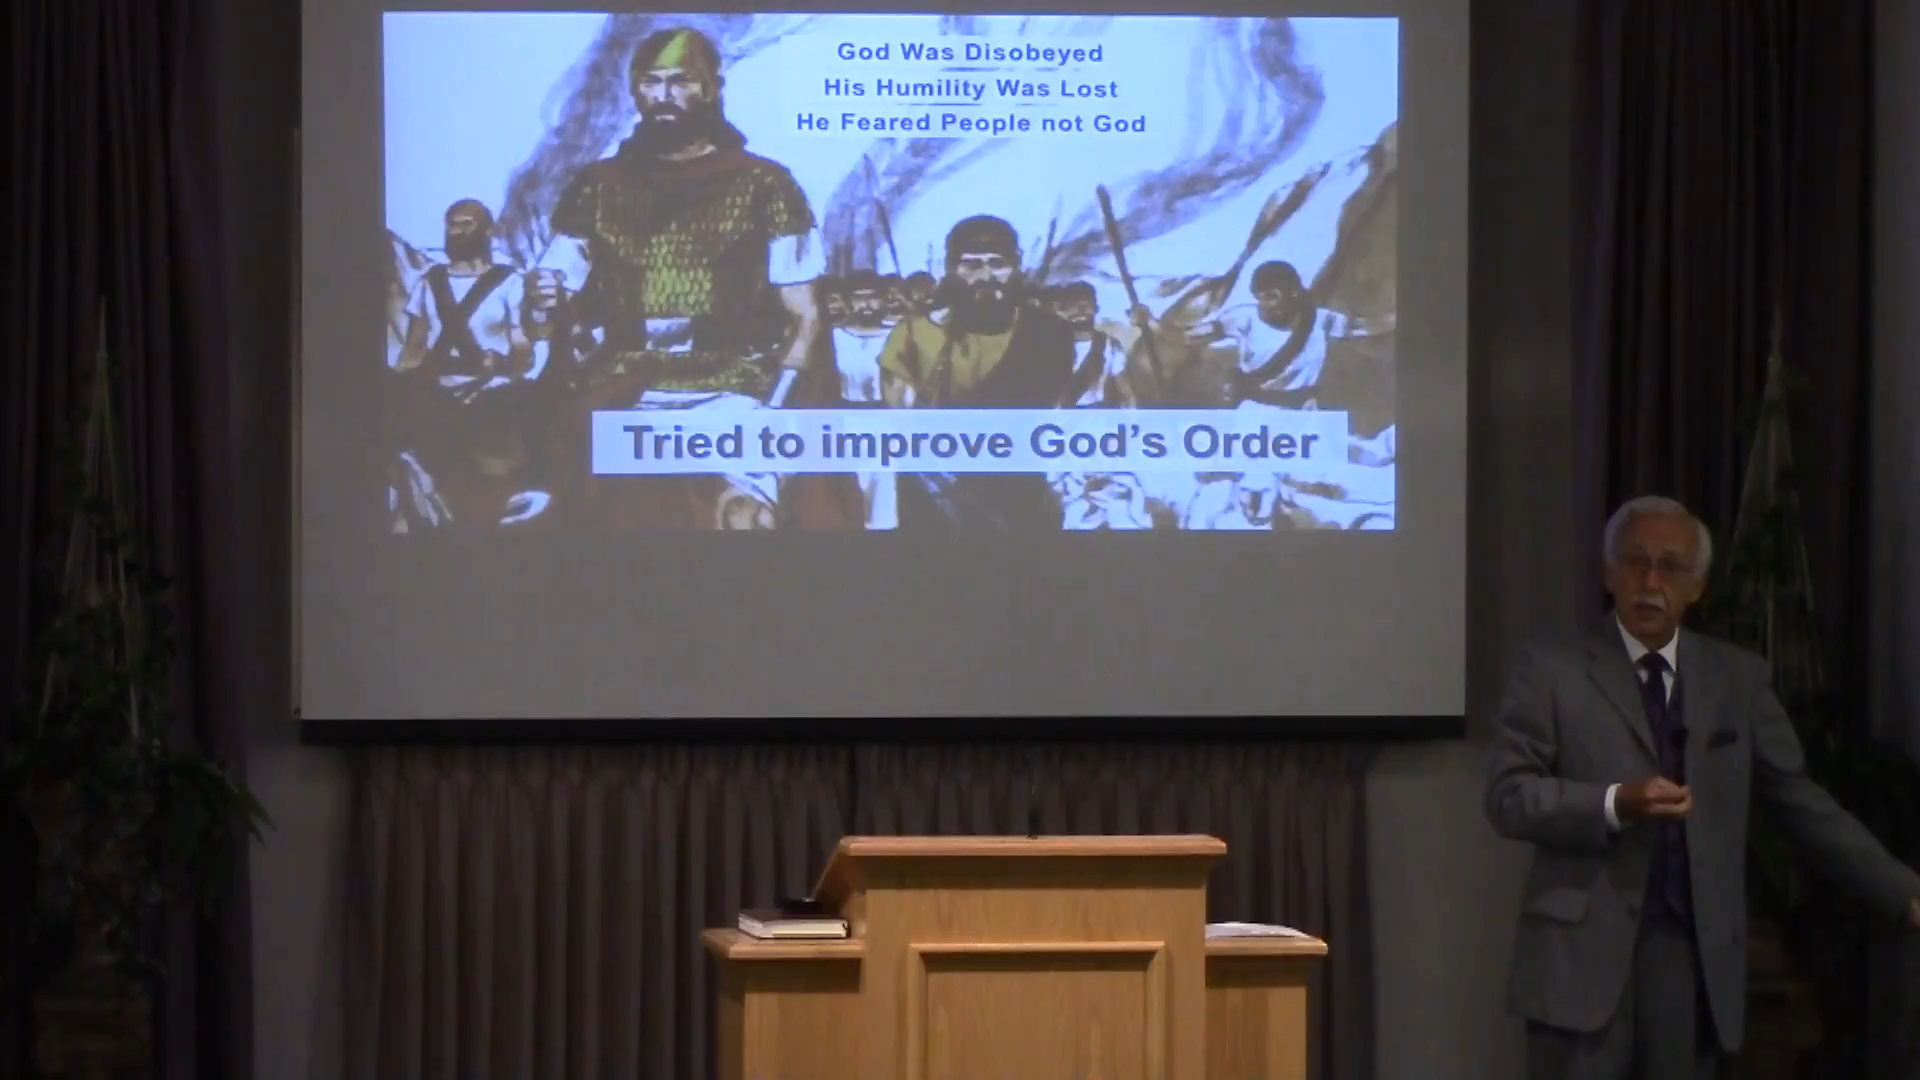 God Was Disobeyed
His Humility Was Lost
He Feared People not God
Tried to improve God’s Order